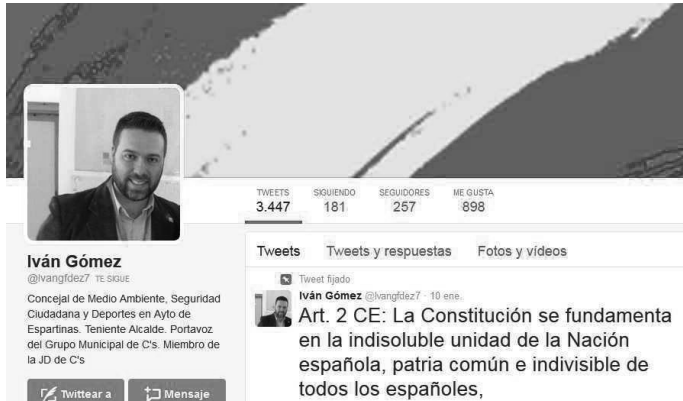 TWEETS SIGUIENDO SEGUIDORES ME GUSTA
3.447 181 257 898
Iván Gómez
@Ivangfdez7 TE SIGUE
Concejal de Medio Ambiente, Seguridad
Ciudadana y Deportes en Ayto de
Espartinas. Teniente Alcalde. Portavoz
del Grupo Municipal de C's. Miembro de
la JD de C's
Twittear a Mensaje
Tweets Tweets y respuestas Fotos y vídeos
Tweet fijado
Iván Gómez @Ivangfdez7 · 10 ene.
Art. 2 CE: La Constitución se fundamenta
en la indisoluble unidad de la Nación
española, patria común e indivisible de
todos los españoles,